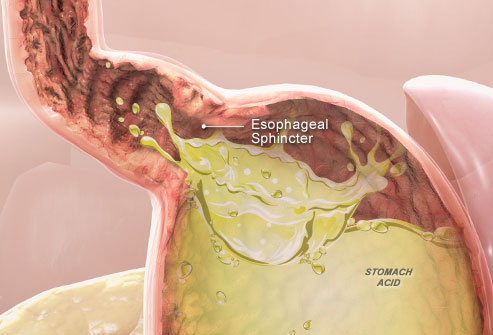 Esophageal
Sphincter
STOMACH
ACID